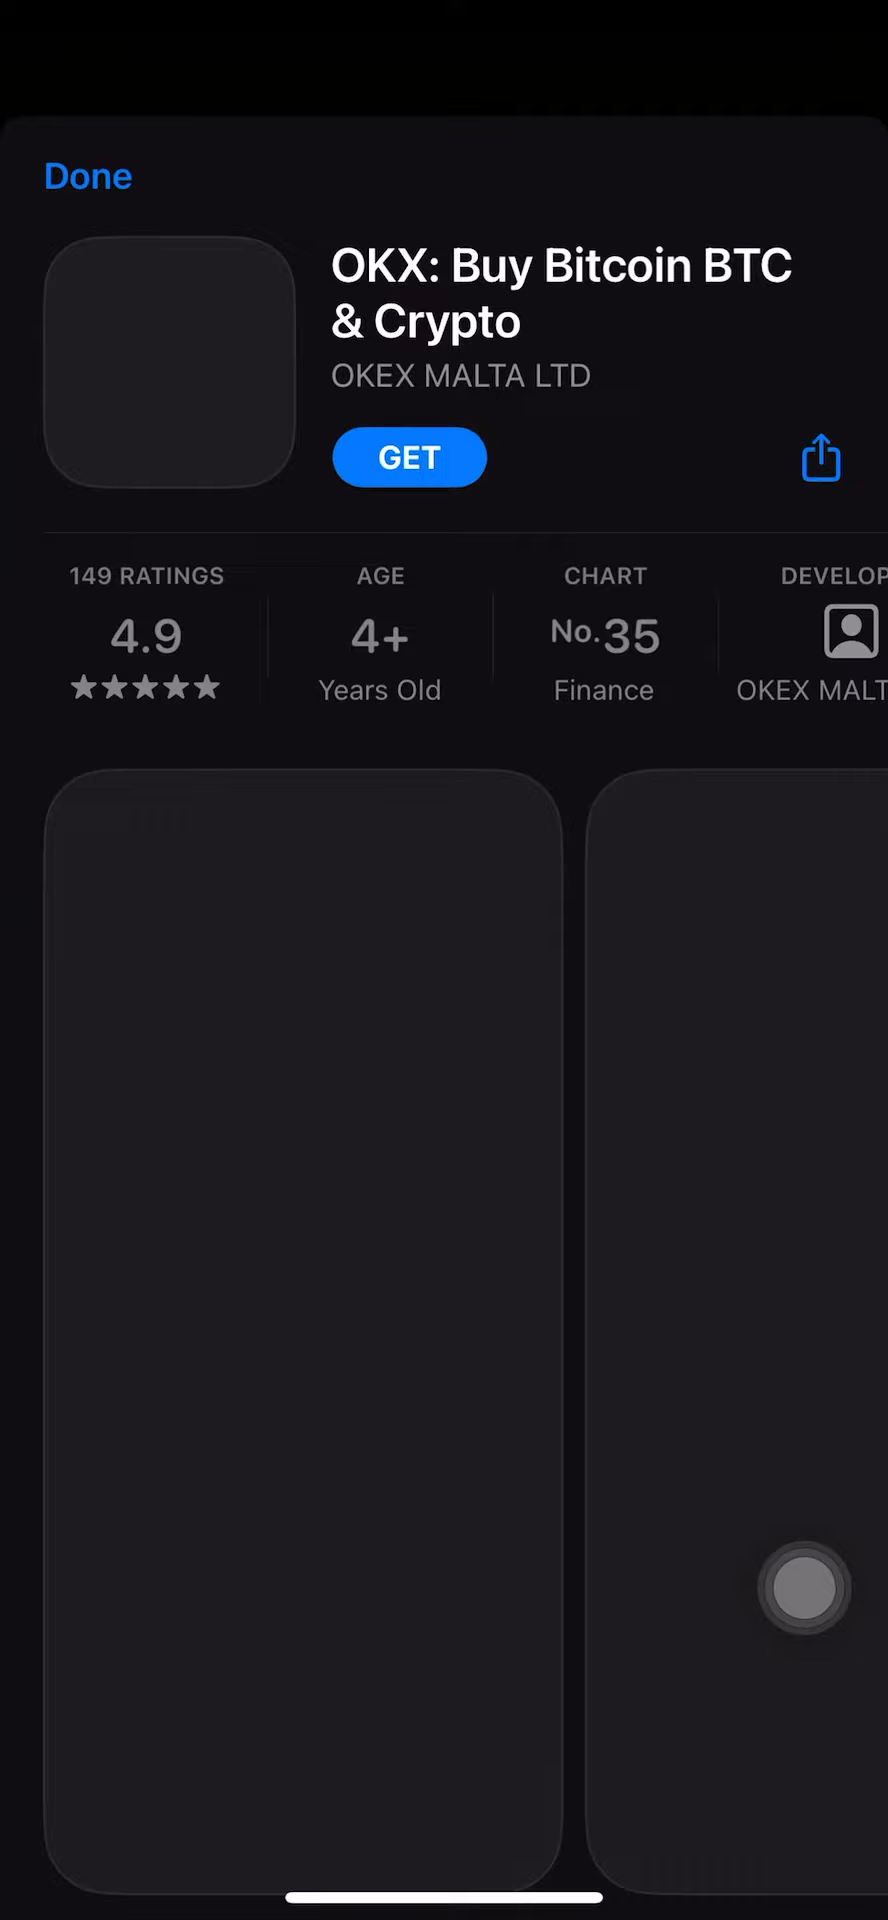 Done
OKX: Buy Bitcoin BTC
& Crypto
OKEX MALTA LTD
GET
149 RATINGS
4.9
★★★★★
AGE
4+
Years Old
CHART
No.35
Finance
DEVELOP
OKEX MALT